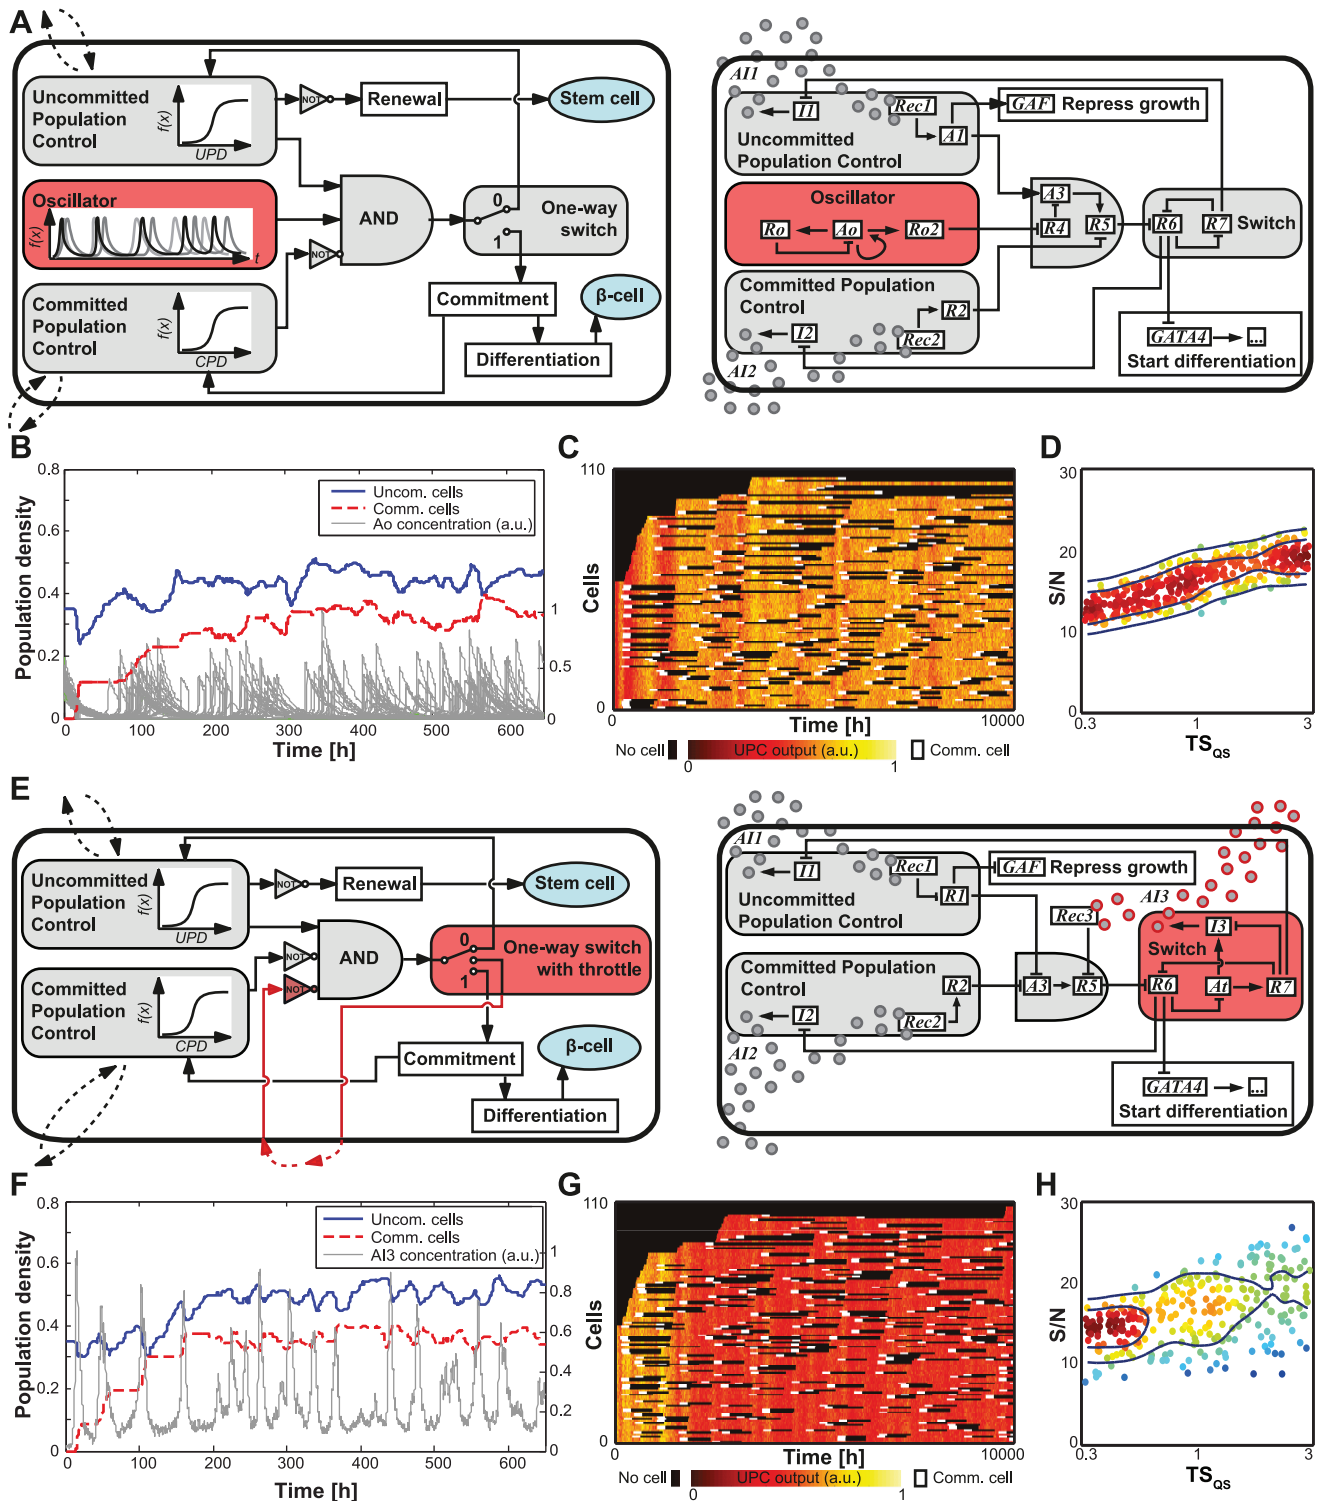 A
Uncommitted
Population
Control
f(x)
UPD
NOT
Renewal
Stem cell
Oscillator
f(x)
t
AND
0
1
One-way
switch
NOT
Committed
Population
Control
f(x)
CPD
Commitment
β-cell
Differentiation
AI1
I1
Rec1
A1
GAF
Repress growth
Uncommitted
Population Control
Oscillator
Ro
Ao
Ro2
A3
R4
R5
R6
R7
Switch
Committed Population
Control
R2
I2
Rec2
AI2
GATA4
...
Start differentiation
B
Population density
0.8
0.6
0.4
0.2
0
Uncom. cells
Comm. cells
Ao concentration (a.u.)
1
0.5
0
0
100
200
300
400
500
600
Time [h]
C
110
Cells
0
0
Time [h]
10000
No cell
UPC output (a.u.)
0
1
Comm. cell
D
30
20
10
0
S/N
0.3
1
3
TSQS
E
Uncommitted
Population
Control
f(x)
UPD
NOT
Renewal
Stem cell
NOT
NOT
AND
0
1
One-way switch
with throttle
Committed
Population
Control
f(x)
CPD
Commitment
β-cell
Differentiation
AI1
I1
Rec1
R1
GAF
Repress growth
Uncommitted
Population Control
Rec3
AI3
I3
Switch
Committed Population
Control
R2
A3
R5
R6
At
R7
I2
Rec2
AI2
GATA4
...
Start differentiation
F
Population density
0.8
0.6
0.4
0.2
0
Uncom. cells
Comm. cells
AI3 concentration (a.u.)
1
0.8
0.6
0.4
0.2
0
0
100
200
300
400
500
600
Time [h]
G
110
Cells
0
0
Time [h]
10000
No cell
UPC output (a.u.)
0
1
Comm. cell
H
30
20
10
0
S/N
0.3
1
3
TSQS